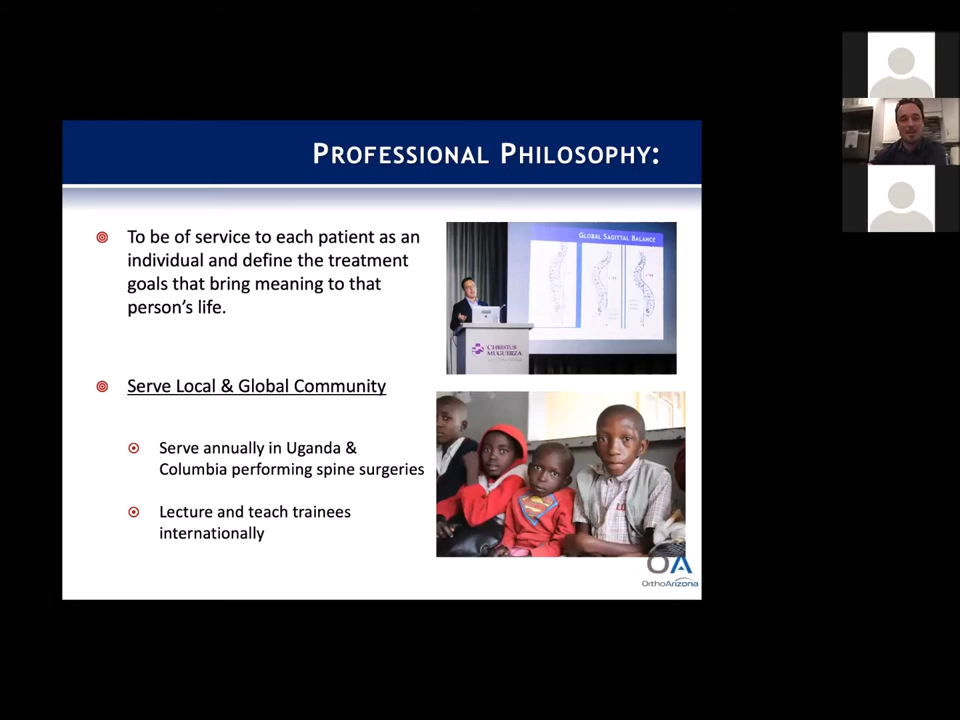 PROFESSIONAL PHILOSOPHY:
To be of service to each patient as an
individual and define the treatment
goals that bring meaning to that
person's life.
Serve Local & Global Community
Serve annually in Uganda &
Columbia performing spine surgeries
Lecture and teach trainees
internationally
GLOBAL SAGITTAL BALANCE
CHRISTUS
MUGUERZA
OA
OrthoArizona